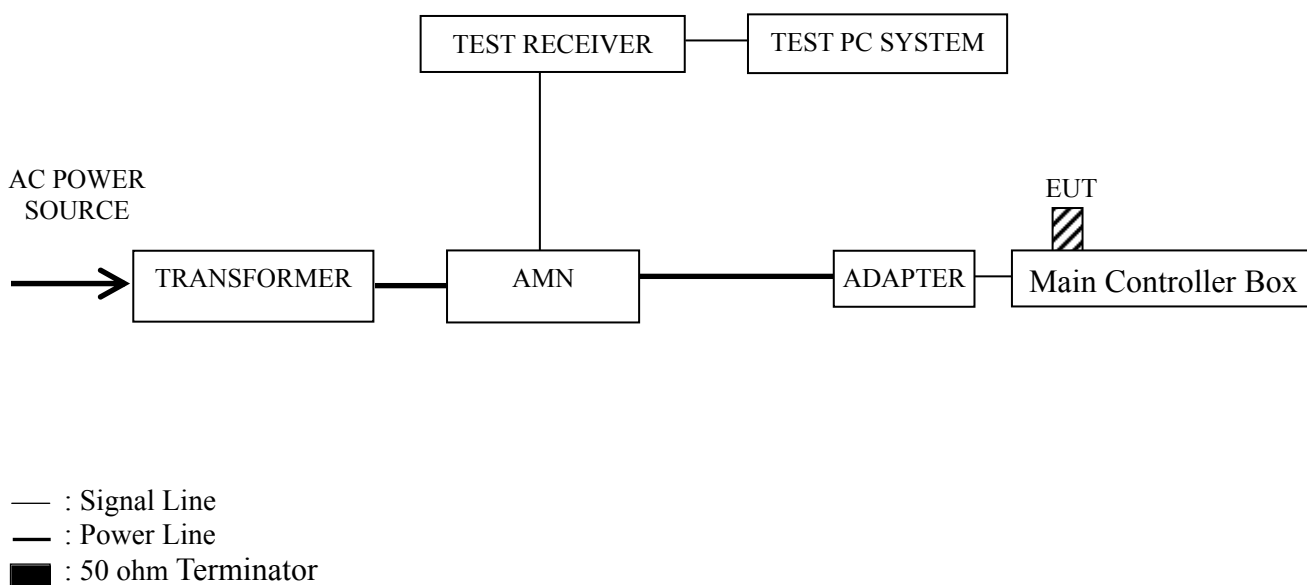 TEST RECEIVER
TEST PC SYSTEM
AC POWER
SOURCE
EUT
TRANSFORMER
AMN
ADAPTER
Main Controller Box
: Signal Line
: Power Line
: 50 ohm Terminator